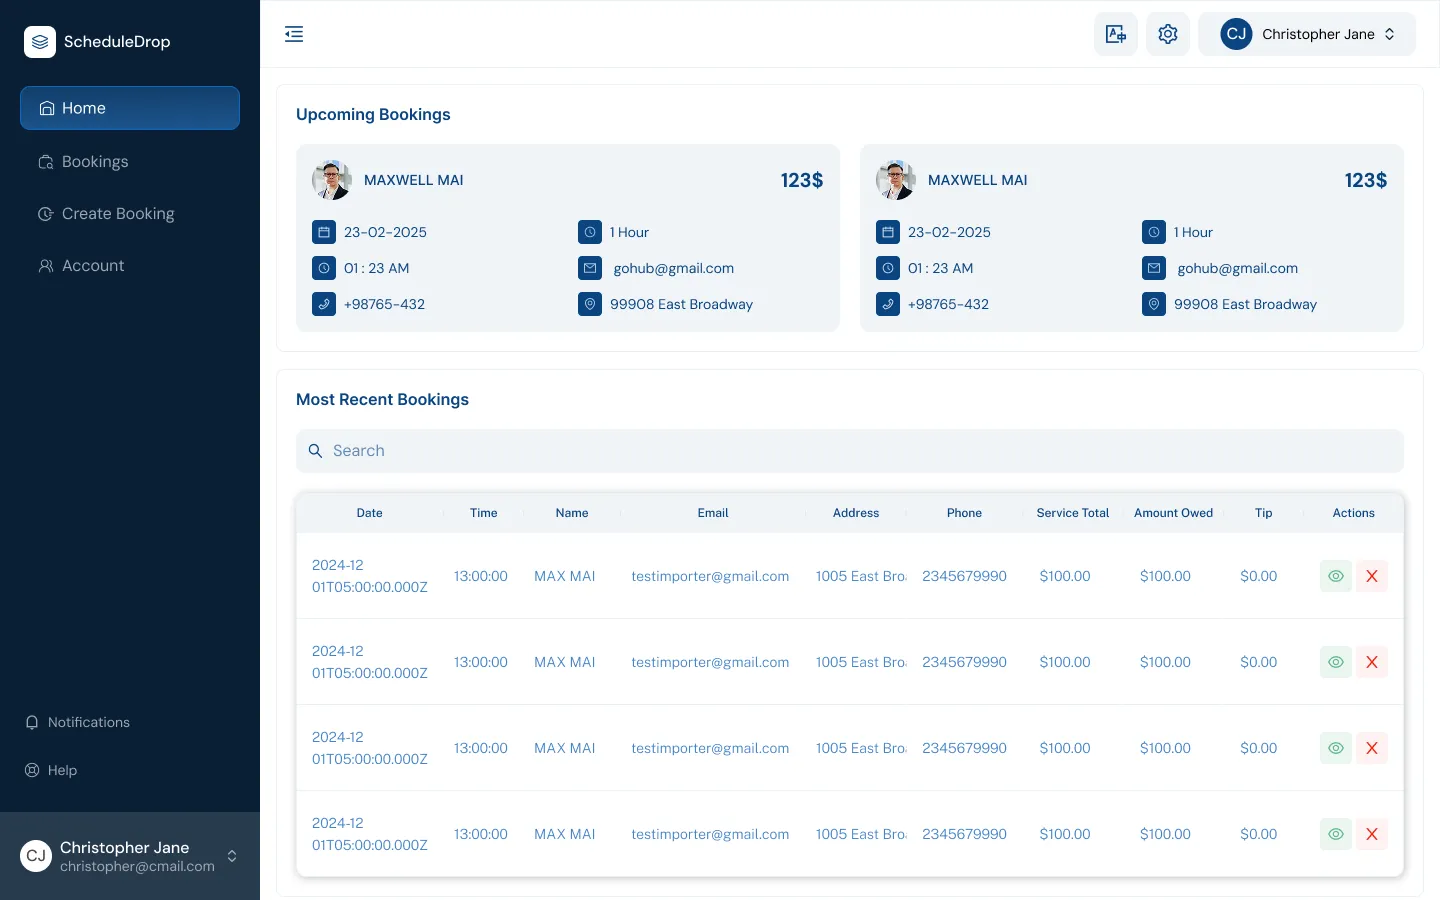 ScheduleDrop
Home
Bookings
Create Booking
Account
Notifications
Help
CJ
Christopher Jane
christopher@cmail.com
CJ Christopher Jane
Upcoming Bookings
MAXWELL MAI 123$
23-02-2025 1 Hour
01 : 23 AM gohub@gmail.com
+98765-432 99908 East Broadway
MAXWELL MAI 123$
23-02-2025 1 Hour
01 : 23 AM gohub@gmail.com
+98765-432 99908 East Broadway
Most Recent Bookings
Search
Date Time Name Email Address Phone Service Total Amount Owed Tip Actions
2024-12
01T05:00:00.000Z 13:00:00 MAX MAI testimporter@gmail.com 1005 East Bro 2345679990 $100.00 $100.00 $0.00
2024-12
01T05:00:00.000Z 13:00:00 MAX MAI testimporter@gmail.com 1005 East Bro 2345679990 $100.00 $100.00 $0.00
2024-12
01T05:00:00.000Z 13:00:00 MAX MAI testimporter@gmail.com 1005 East Bro 2345679990 $100.00 $100.00 $0.00
2024-12
01T05:00:00.000Z 13:00:00 MAX MAI testimporter@gmail.com 1005 East Bro 2345679990 $100.00 $100.00 $0.00